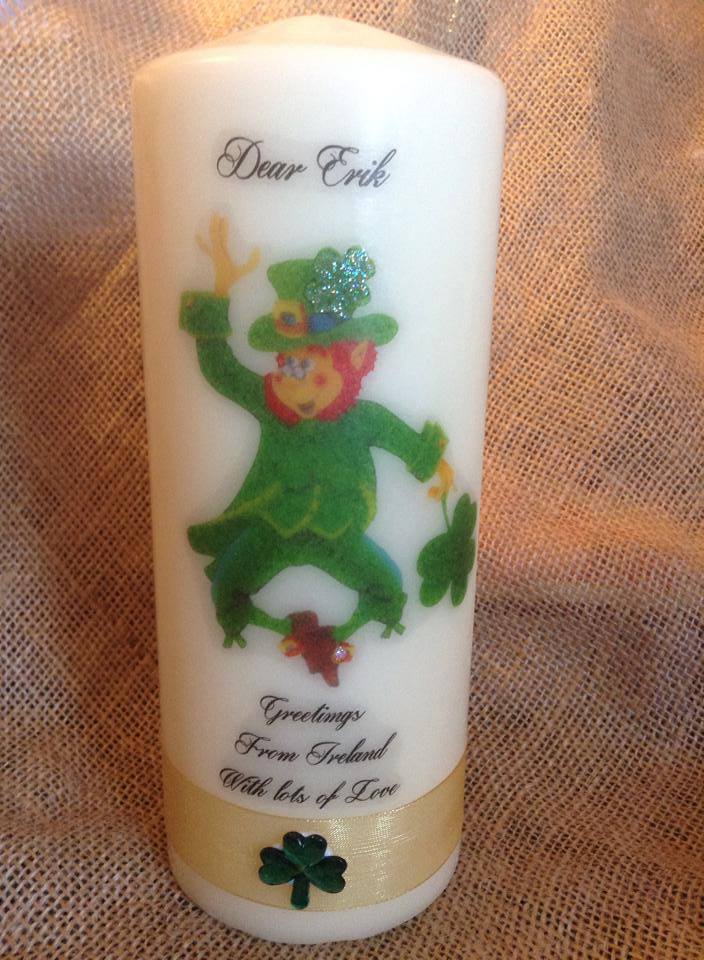 Dear Erik
Greetings
From Ireland
With lots of Love